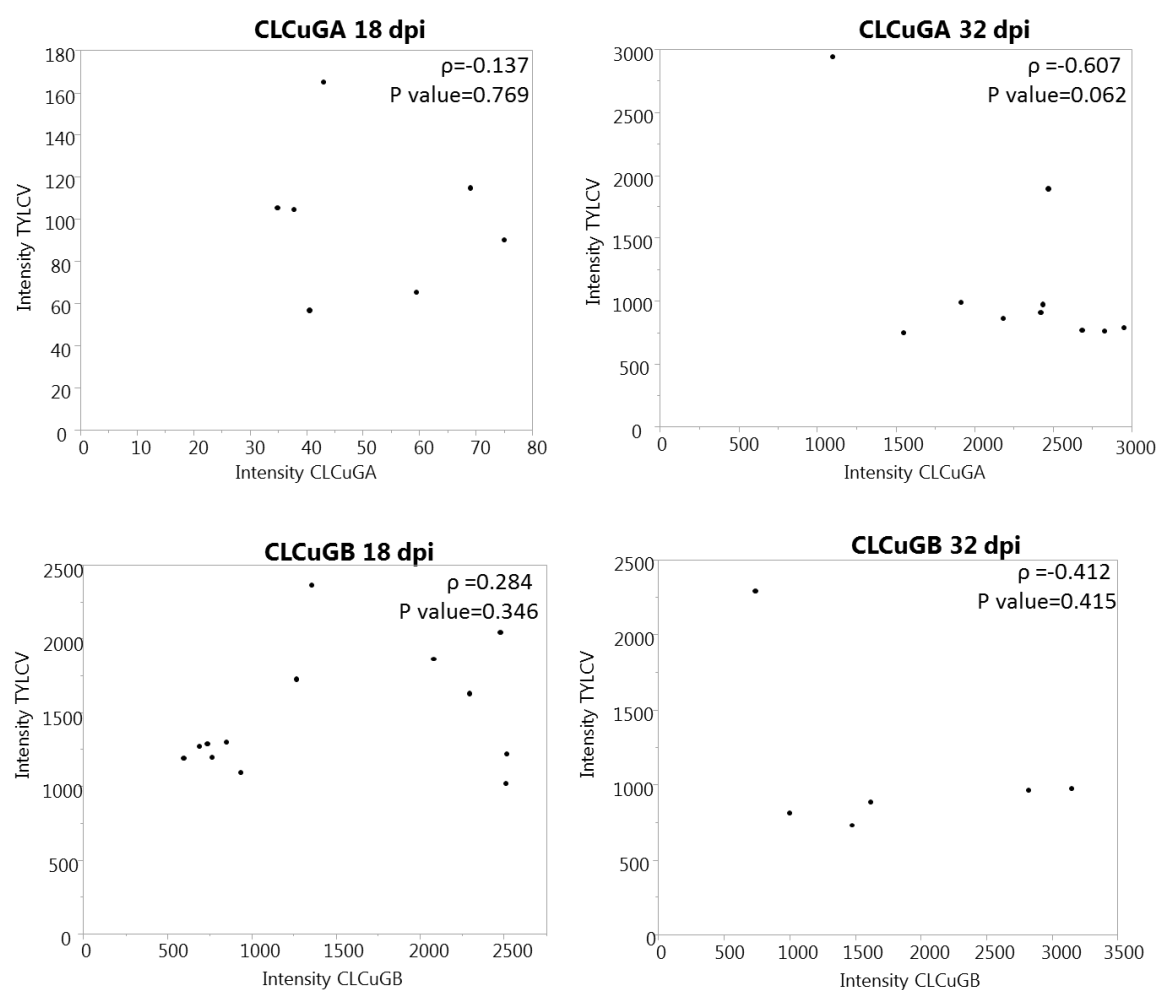 CLCuGA 18 dpi
ρ=-0.137
P value=0.769
180
160
140
120
100
80
60
40
20
0
Intensity TYLCV
0 10 20 30 40 50 60 70 80
Intensity CLCuGA
CLCuGA 32 dpi
ρ =-0.607
P value=0.062
3000
2500
2000
1500
1000
500
0
Intensity TYLCV
0 500 1000 1500 2000 2500 3000
Intensity CLCuGA
CLCuGB 18 dpi
ρ =0.284
P value=0.346
2500
2000
1500
1000
500
0
Intensity TYLCV
0 500 1000 1500 2000 2500
Intensity CLCuGB
CLCuGB 32 dpi
ρ =-0.412
P value=0.415
2500
2000
1500
1000
500
0
Intensity TYLCV
0 500 1000 1500 2000 2500 3000 3500
Intensity CLCuGB